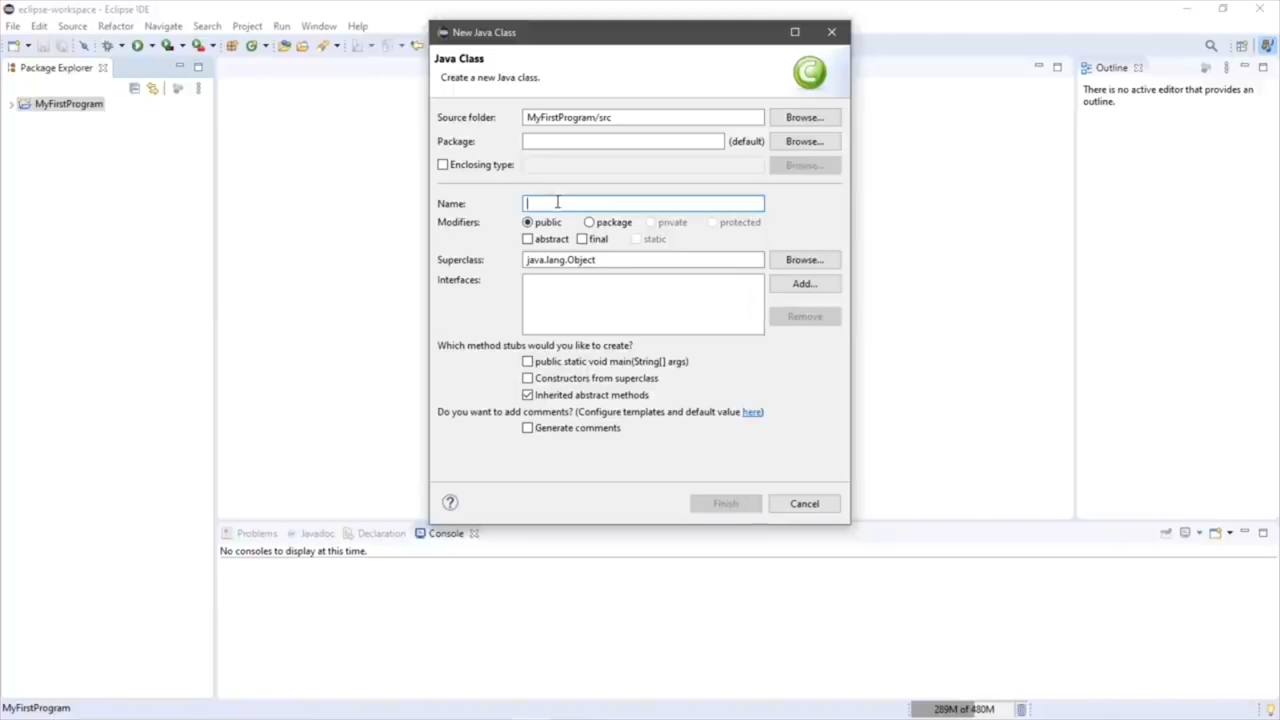 eclipse-workspace - Eclipse IDE
File Edit Source Refactor Navigate Search Project Run Window Help
Package Explorer
MyFirstProgram
New Java Class
Java Class
Create a new Java class.
Source folder: MyFirstProgram/src Browse...
Package: (default) Browse...
Enclosing type: Browse...
Name:
Modifiers: public package private protected
abstract final static
Superclass: java.lang.Object Browse...
Interfaces: Add...
Remove
Which method stubs would you like to create?
public static void main(String[] args)
Constructors from superclass
Inherited abstract methods
Do you want to add comments? (Configure templates and default value here)
Generate comments
? Finish Cancel
Outline
There is no active editor that provides an
outline.
Problems Javadoc Declaration Console
No consoles to display at this time.
MyFirstProgram 289M of 480M